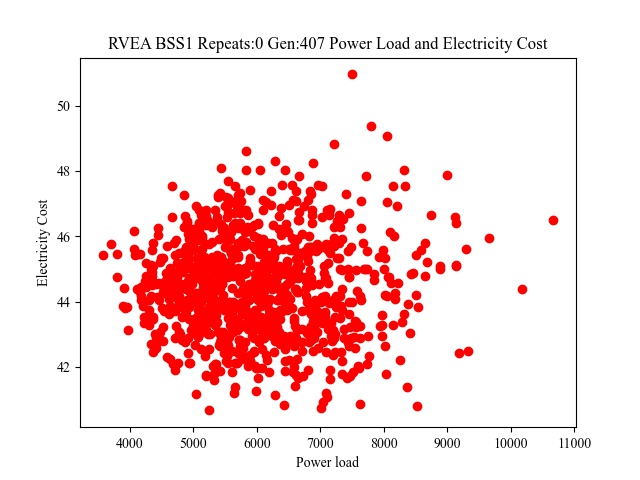 RVEA BSS1 Repeats:0 Gen:407 Power Load and Electricity Cost
50
48
46
44
42
Electricity Cost
4000 5000 6000 7000 8000 9000 10000 11000
Power load